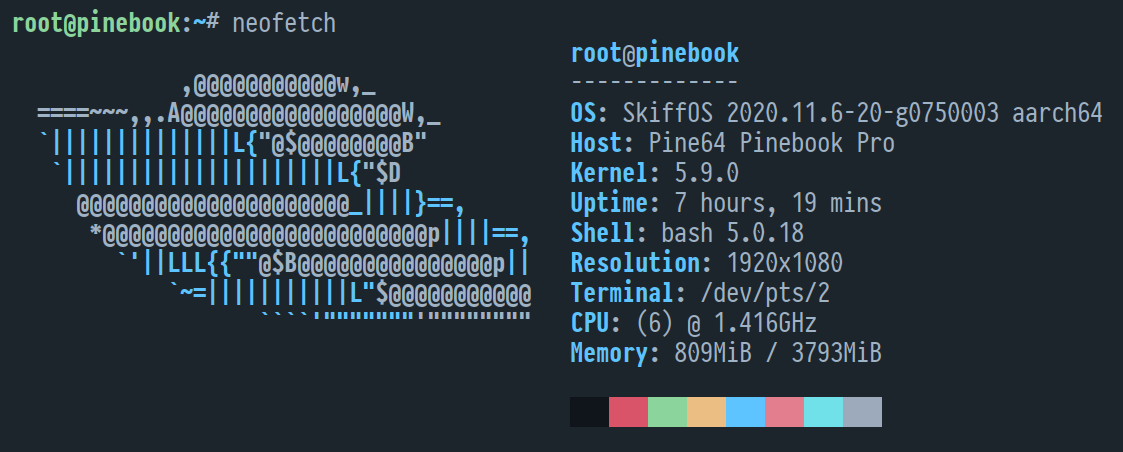 root@pinebook:~# neofetch
root@pinebook
-------------
,@@@@@@@@@@@w,_
====~~~,,.A@@@@@@@@@@@@@@@@@W,_
`||||||||||||||L{"@$@@@@@@@@B"
`|||||||||||||||||||||L{"$D
@@@@@@@@@@@@@@@@@@@@@_||||}==,
*@@@@@@@@@@@@@@@@@@@@@@@@@p||||==,
`'||LLL{{""@$B@@@@@@@@@@@@@@@p||
`~=|||||||||||L"$@@@@@@@@@@@
````'""""""""'""""""""
OS: SkiffOS 2020.11.6-20-g0750003 aarch64
Host: Pine64 Pinebook Pro
Kernel: 5.9.0
Uptime: 7 hours, 19 mins
Shell: bash 5.0.18
Resolution: 1920x1080
Terminal: /dev/pts/2
CPU: (6) @ 1.416GHz
Memory: 809MiB / 3793MiB